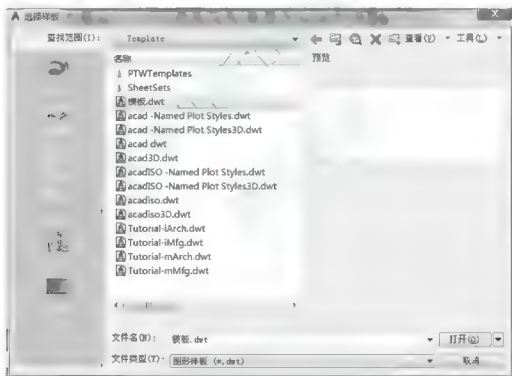 选择样板
查找范围(I):
Template
查看(V)
工具(L)
名称
预览
PTWTemplates
SheetSets
模板.dwt
acad -Named Plot Styles.dwt
acad -Named Plot Styles3D.dwt
acad dwt
acad3D.dwt
acadISO -Named Plot Styles.dwt
acadISO -Named Plot Styles3D.dwt
acadiso.dwt
acadiso3D.dwt
Tutorial-iArch.dwt
Tutorial-iMfg.dwt
Tutorial-mArch.dwt
Tutorial-mMfg.dwt
文件名(N): 模板.dwt
打开(O)
文件类型(T): 图形样板 (*.dwt)
取消